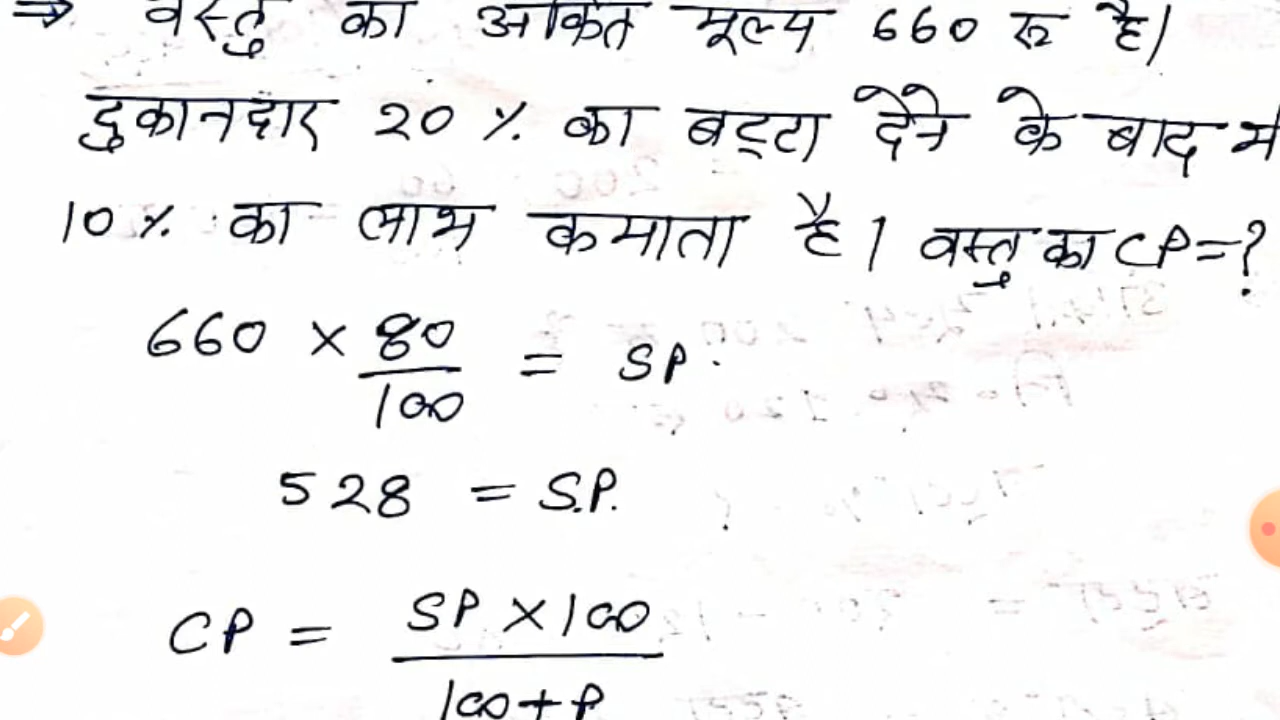 ⇒ वस्तु का अंकित मूल्य 660 रू है।
दुकानदार 20 % का बट्टा देने के बाद में
10 % का लाभ कमाता है। वस्तु का CP=?
660 × 80/100 = SP.
528 = S.P.
CP = SP × 100/100+P